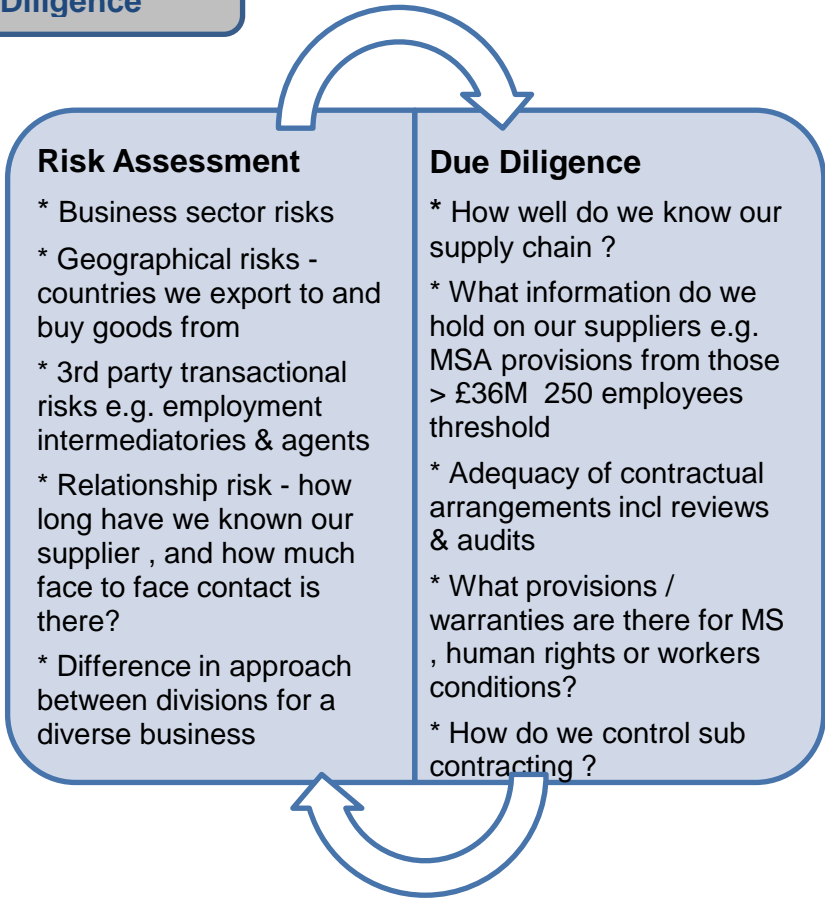 Diligence
Risk Assessment
* Business sector risks
* Geographical risks -
countries we export to and
buy goods from
* 3rd party transactional
risks e.g. employment
intermediatories & agents
* Relationship risk - how
long have we known our
supplier , and how much
face to face contact is
there?
* Difference in approach
between divisions for a
diverse business
Due Diligence
* How well do we know our
supply chain ?
* What information do we
hold on our suppliers e.g.
MSA provisions from those
> £36M 250 employees
threshold
* Adequacy of contractual
arrangements incl reviews
& audits
* What provisions /
warranties are there for MS
, human rights or workers
conditions?
* How do we control sub
contracting ?